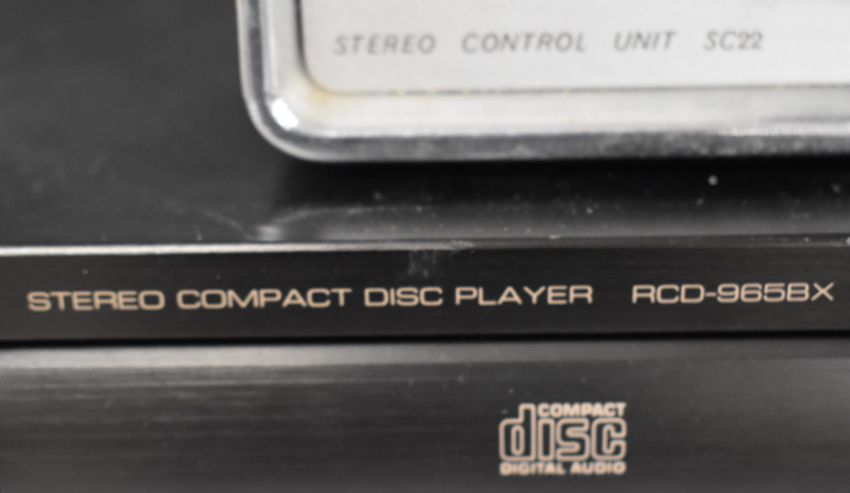 STEREO CONTROL UNIT SC22
STEREO COMPACT DISC PLAYER RCD-965BX
COMPACT
disc
DIGITAL AUDIO